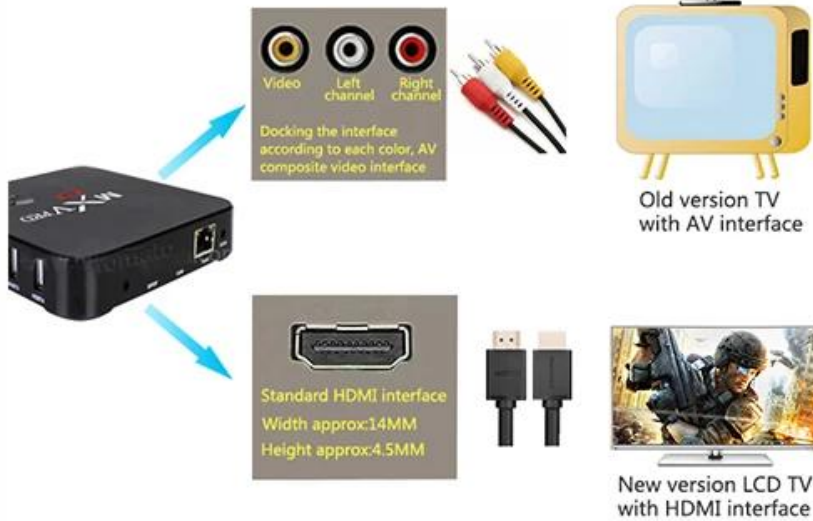 Video
Left
channel
Right
channel
Docking the interface
according to each color, AV
composite video interface
Old version TV
with AV interface
MXV PRO
Standard HDMI interface
Width approx:14MM
Height approx:4.5MM
New version LCD TV
with HDMI interface